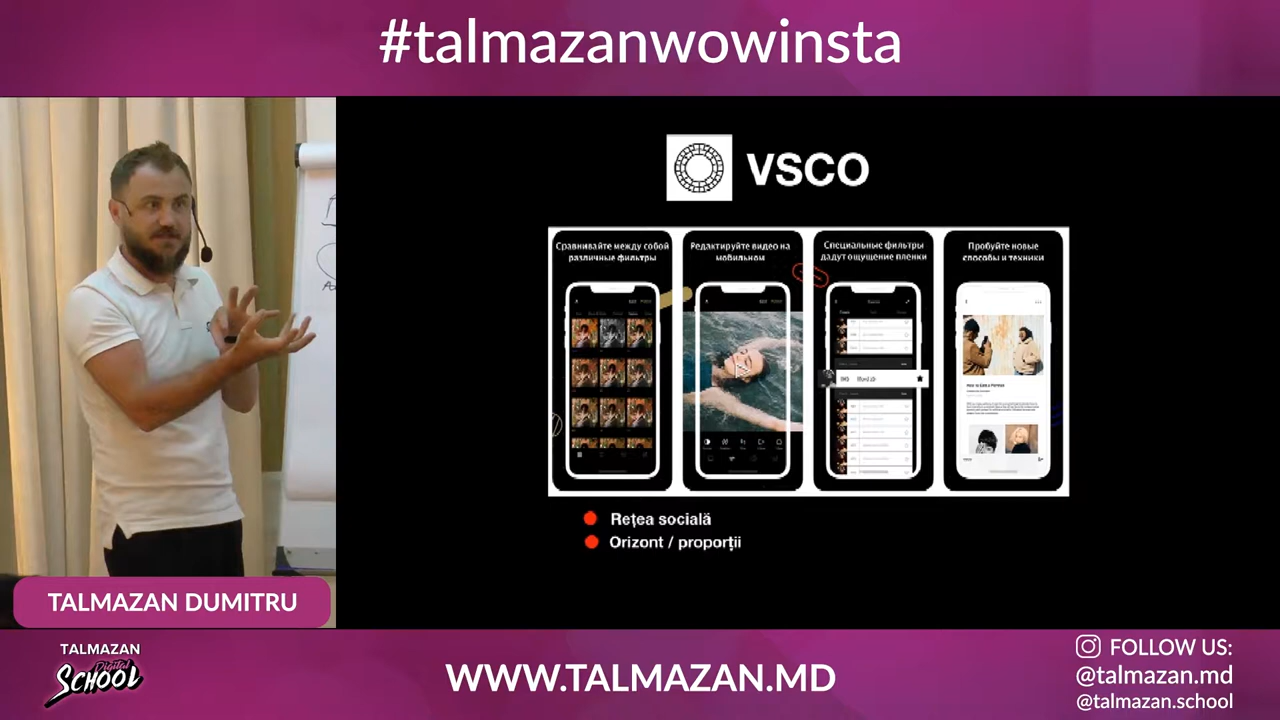 #talmazanwowinsta
VSCO
Сравнивайте между собой
различные фильтры
Редактируйте видео на
мобильном
Специальные фильтры
дадут ощущение пленки
Пробуйте новые
способы и техники
Rețea socială
Orizont / proporții
TALMAZAN DUMITRU
TALMAZAN
Digital
SCHOOL
WWW.TALMAZAN.MD
FOLLOW US:
@talmazan.md
@talmazan.school